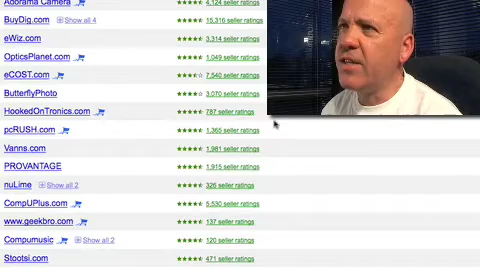 Adorama Camera 4,124 seller ratings
BuyDig.com Show all 4 15,316 seller ratings
eWiz.com 3,314 seller ratings
OpticsPlanet.com 1,049 seller ratings
eCOST.com 7,540 seller ratings
ButterflyPhoto 3,070 seller ratings
HookedOnTronics.com 787 seller ratings
pcRUSH.com 1,365 seller ratings
Vanns.com 1,981 seller ratings
PROVANTAGE 1,915 seller ratings
nuLime Show all 2 326 seller ratings
CompUPlus.com 5,530 seller ratings
www.geekbro.com 137 seller ratings
Compumusic Show all 2 120 seller ratings
Stootsi.com 471 seller ratings